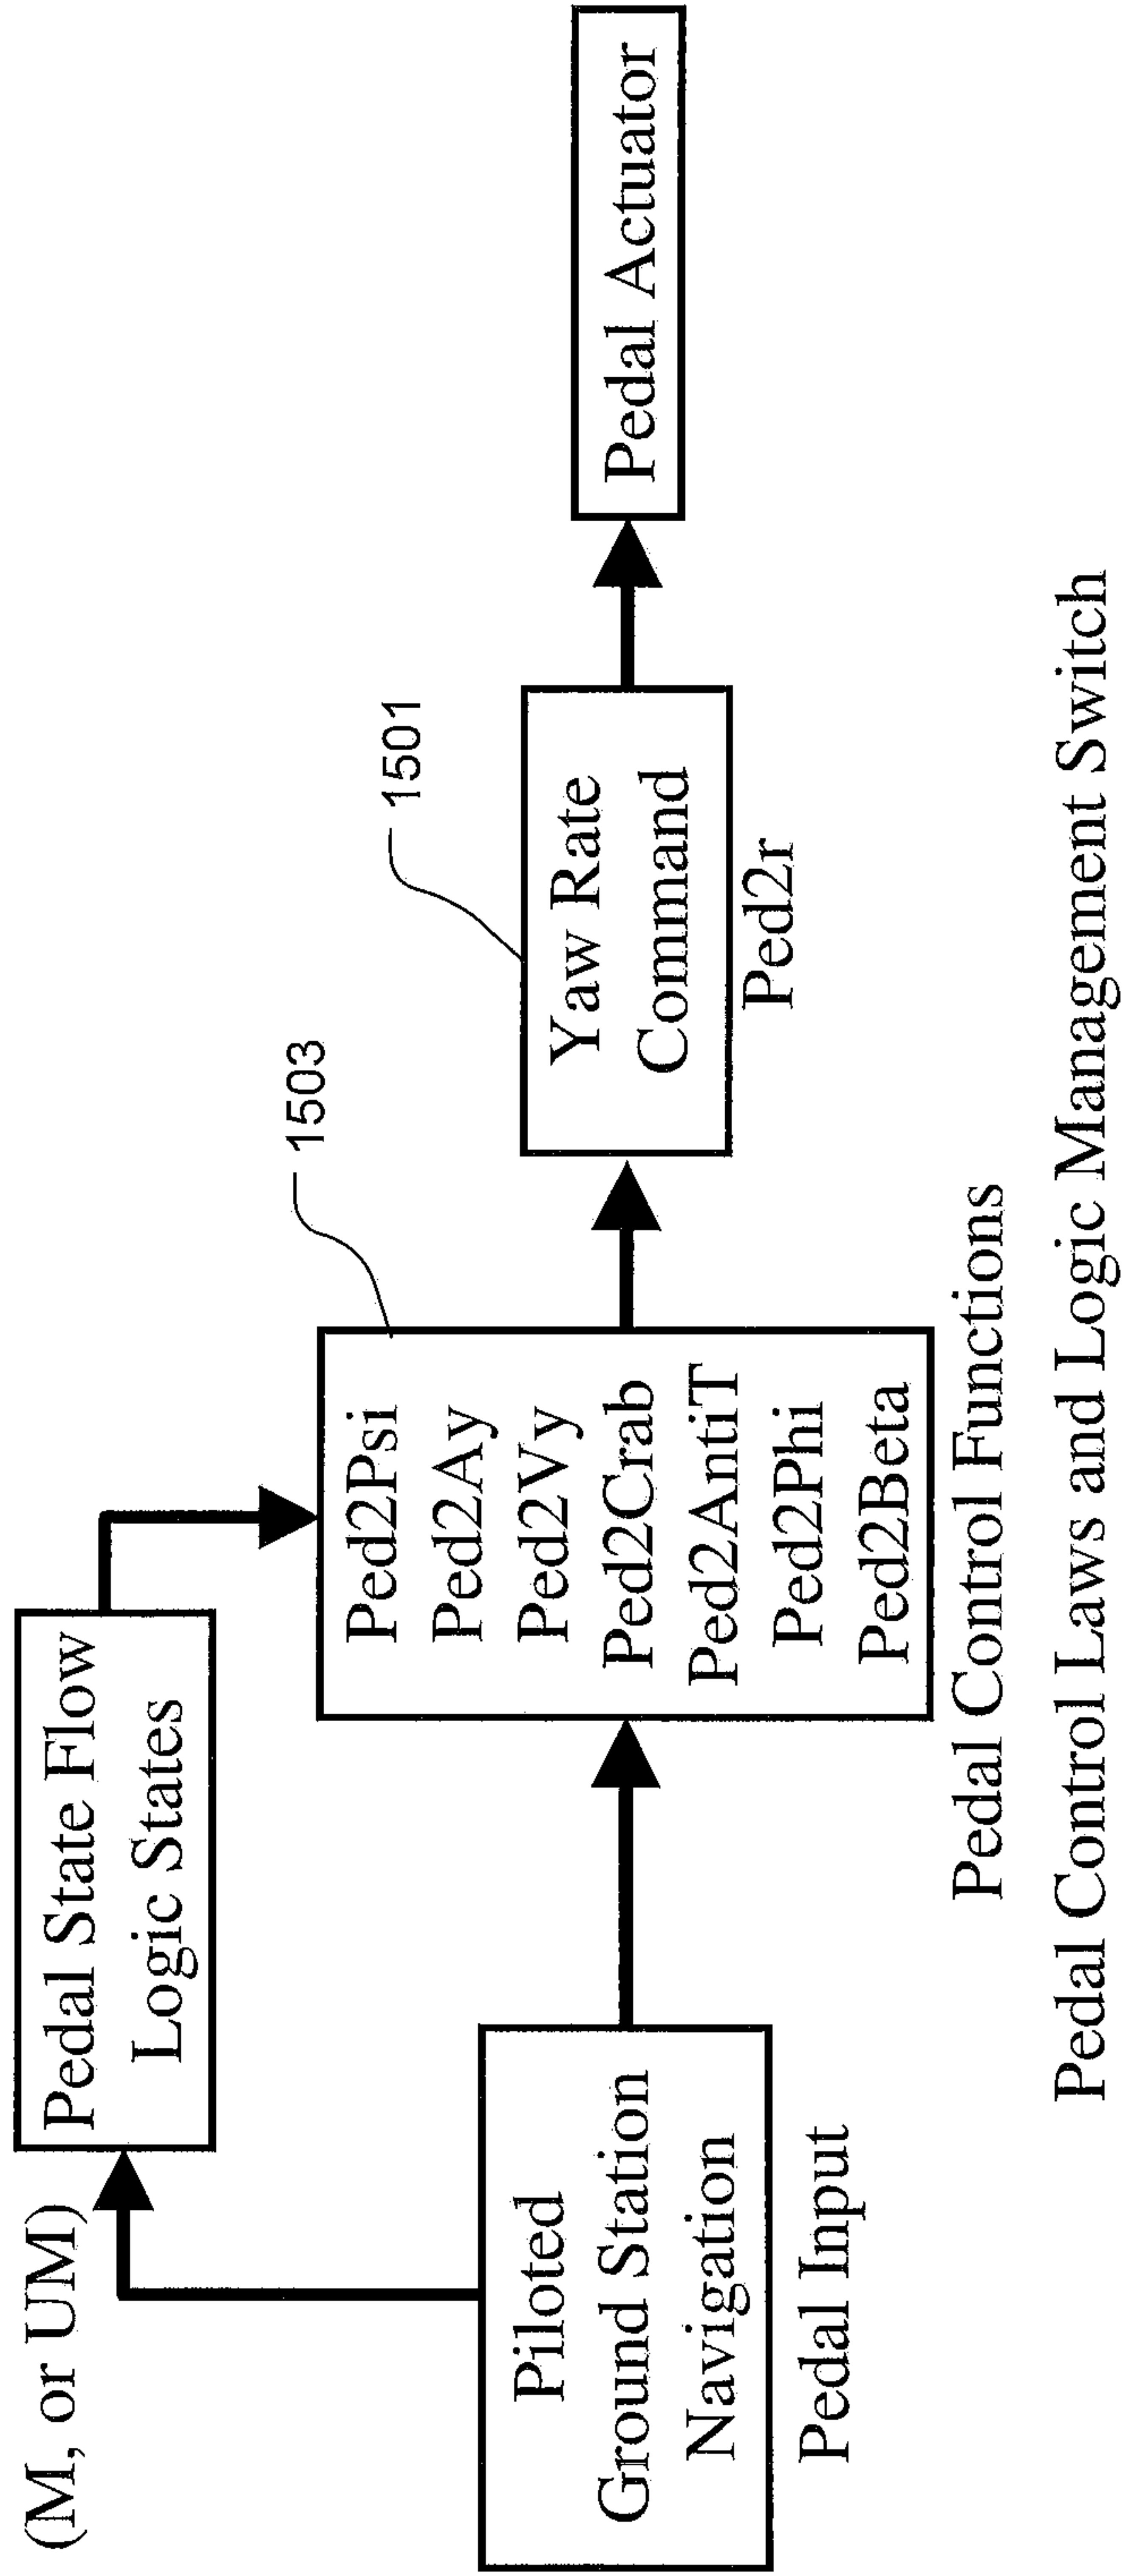 (M, or UM)
Pedal State Flow
Logic States
Piloted
Ground Station
Navigation
Pedal Input
1503
Ped2Psi
Ped2Ay
Ped2Vy
Ped2Crab
Ped2AntiT
Ped2Phi
Ped2Beta
Pedal Control Functions
1501
Yaw Rate
Command
Ped2r
Pedal Actuator
Pedal Control Laws and Logic Management Switch